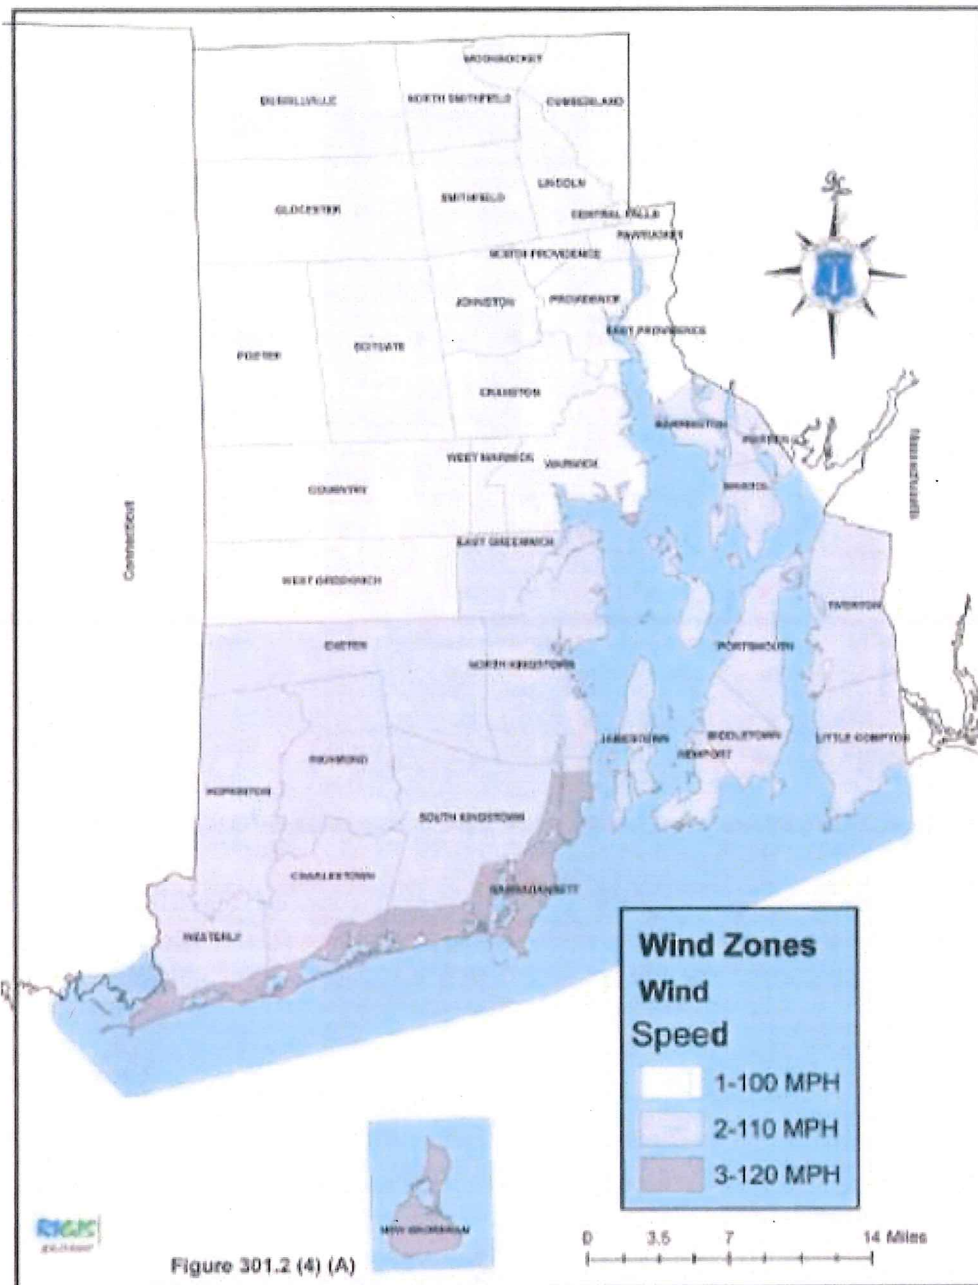 WOONSOCKET
BURRILLVILLE
NORTH SMITHFIELD
CUMBERLAND
LINCOLN
SMITHFIELD
GLOCESTER
CENTRAL FALLS
PAWTUCKET
NORTH PROVIDENCE
JOHNSTON
PROVIDENCE
EAST PROVIDENCE
SCITUATE
FOSTER
CRANSTON
BARRINGTON
WARREN
WEST WARWICK
WARWICK
COVENTRY
BRISTOL
Massachusetts
Connecticut
EAST GREENWICH
WEST GREENWICH
TIVERTON
EXETER
PORTSMOUTH
NORTH KINGSTOWN
JAMESTOWN
MIDDLETOWN
LITTLE COMPTON
NEWPORT
RICHMOND
HOPKINTON
SOUTH KINGSTOWN
CHARLESTOWN
NARRAGANSETT
WESTERLY
Wind Zones
Wind
Speed
1-100 MPH
2-110 MPH
3-120 MPH
NEW SHOREHAM
RIGIS
0 3.5 7 14 Miles
Figure 301.2 (4) (A)